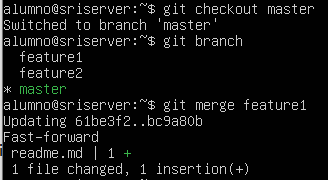 alumno@sriserver:~$ git checkout master
Switched to branch 'master'
alumno@sriserver:~$ git branch
  feature1
  feature2
* master
alumno@sriserver:~$ git merge feature1
Updating 61be3f2..bc9a80b
Fast-forward
 readme.md | 1 +
 1 file changed, 1 insertion(+)